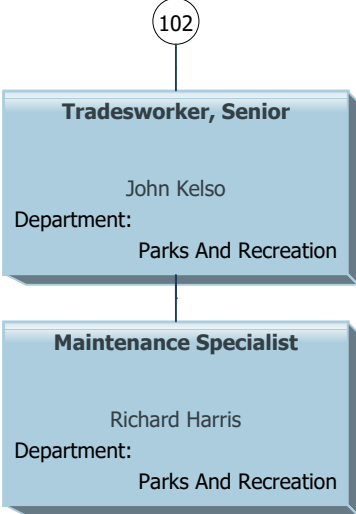 102
Tradesworker, Senior
John Kelso
Department:
Parks And Recreation
Maintenance Specialist
Richard Harris
Department:
Parks And Recreation